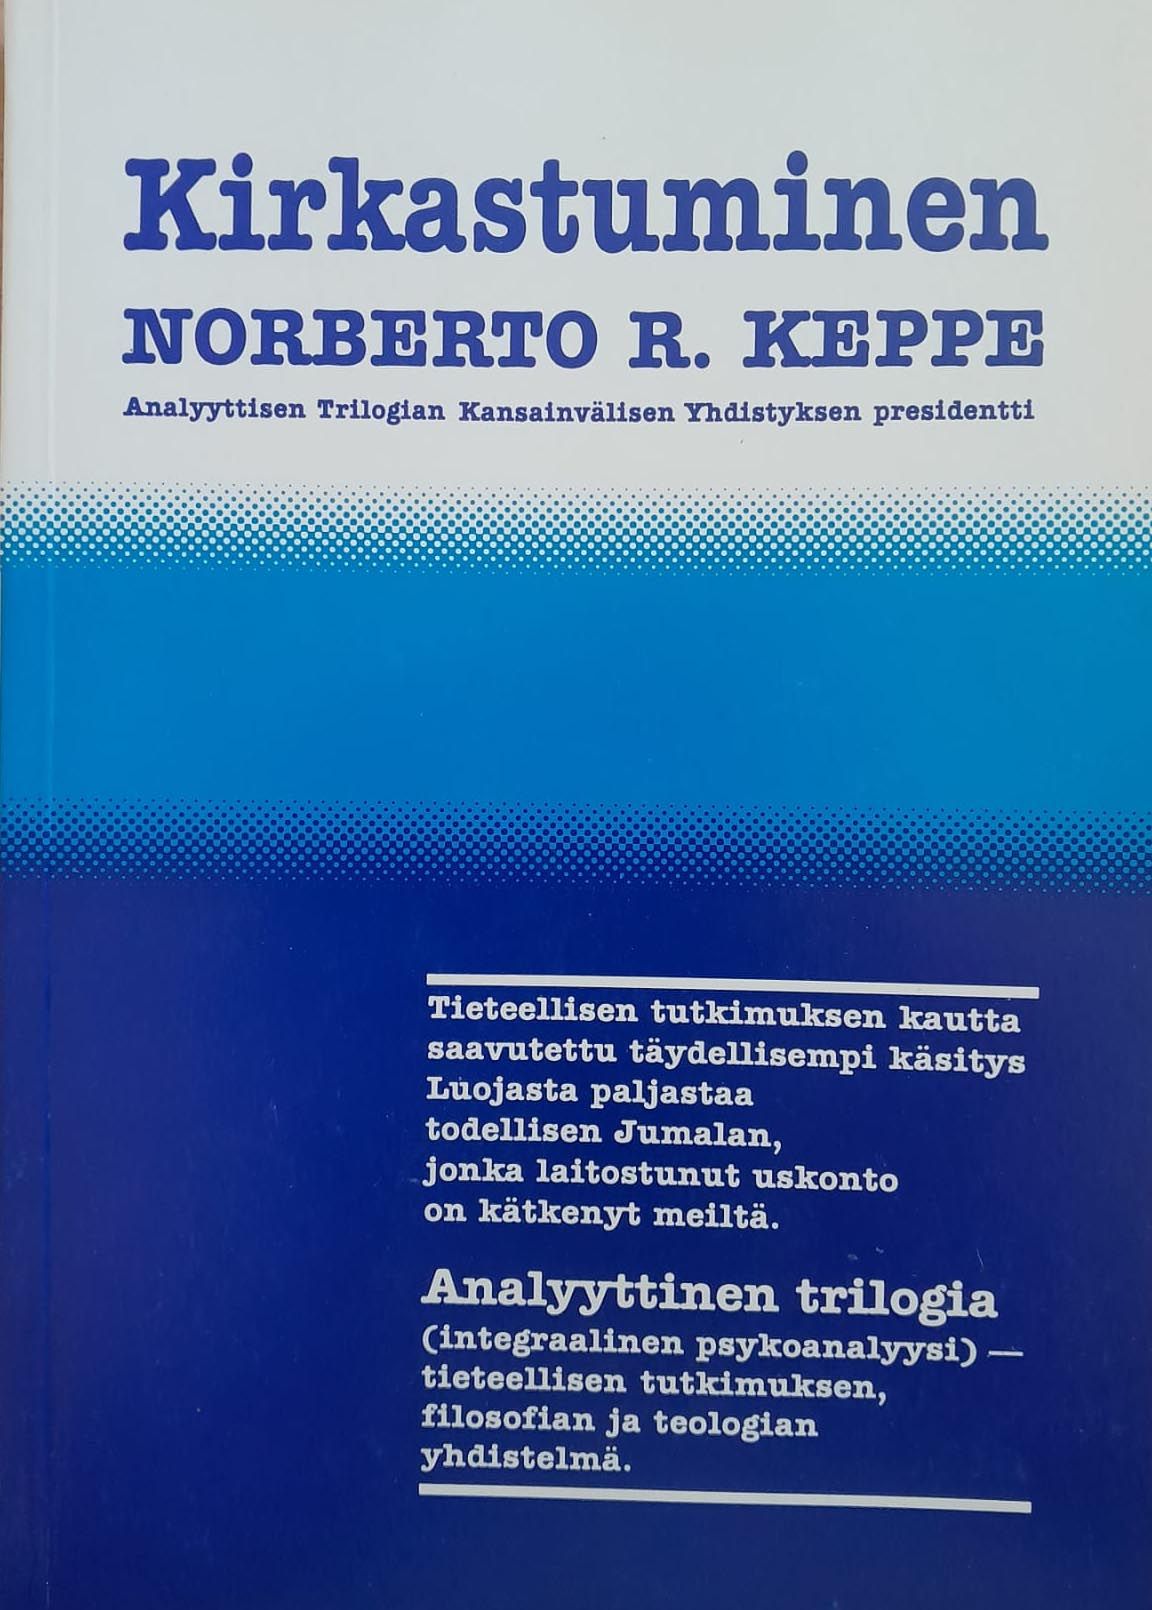 Kirkastuminen
NORBERTO R. KEPPE
Analyyttisen Trilogian Kansainvälisen Yhdistyksen presidentti
Tieteellisen tutkimuksen kautta
saavutettu täydellisempi käsitys
Luojasta paljastaa
todellisen Jumalan,
jonka laitostunut uskonto
on kätkenyt meiltä.
Analyyttinen trilogia
(integraalinen psykoanalyysi) —
tieteellisen tutkimuksen,
filosofian ja teologian
yhdistelmä.